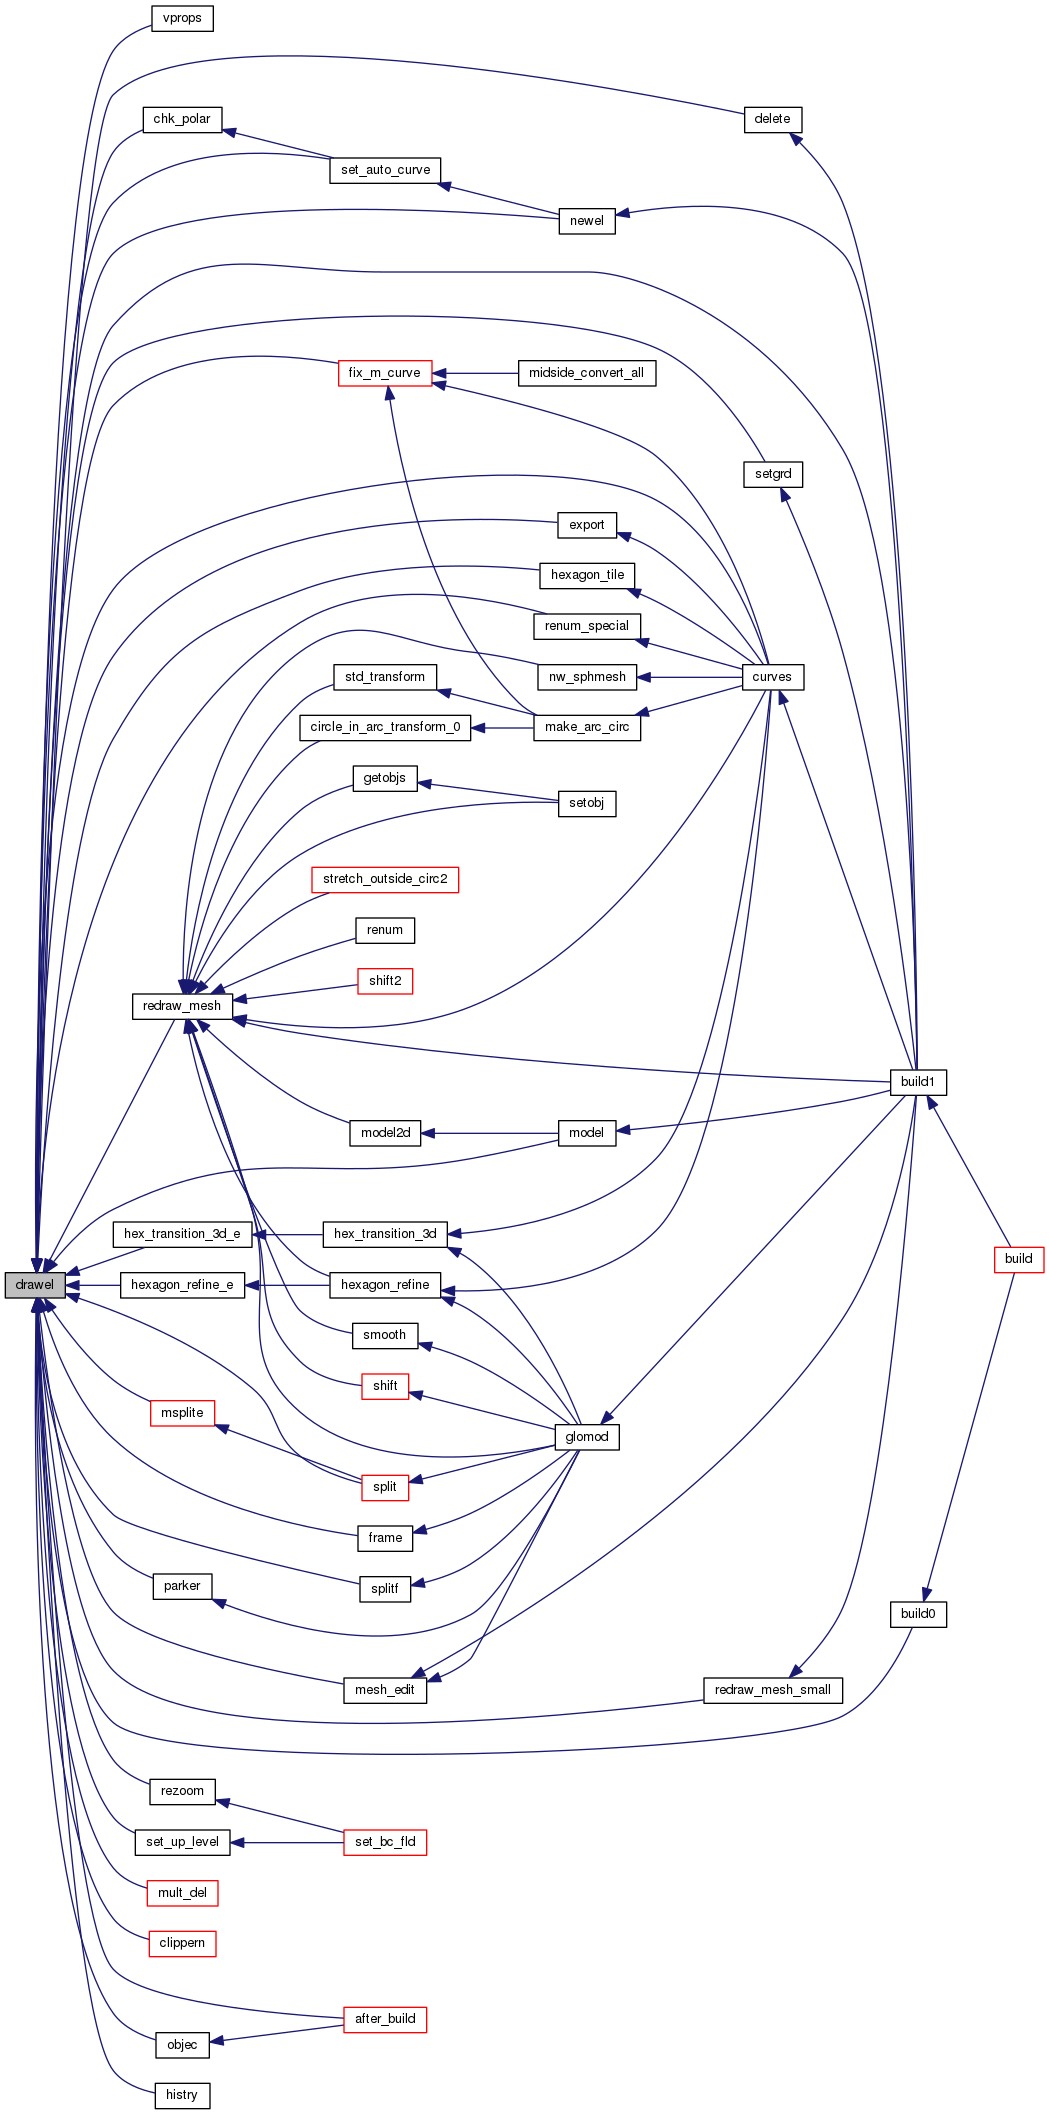 vprops
delete
chk_polar
set_auto_curve
newel
fix_m_curve
midside_convert_all
setgrd
export
hexagon_tile
renum_special
std_transform
nw_sphmesh
curves
circle_in_arc_transform_0
make_arc_circ
getobjs
setobj
stretch_outside_circ2
renum
shift2
redraw_mesh
build1
model2d
model
hex_transition_3d_e
hex_transition_3d
build
drawel
hexagon_refine_e
hexagon_refine
smooth
shift
msplite
glomod
split
frame
parker
splitf
build0
mesh_edit
redraw_mesh_small
rezoom
set_up_level
set_bc_fld
mult_del
clippern
after_build
objec
histry